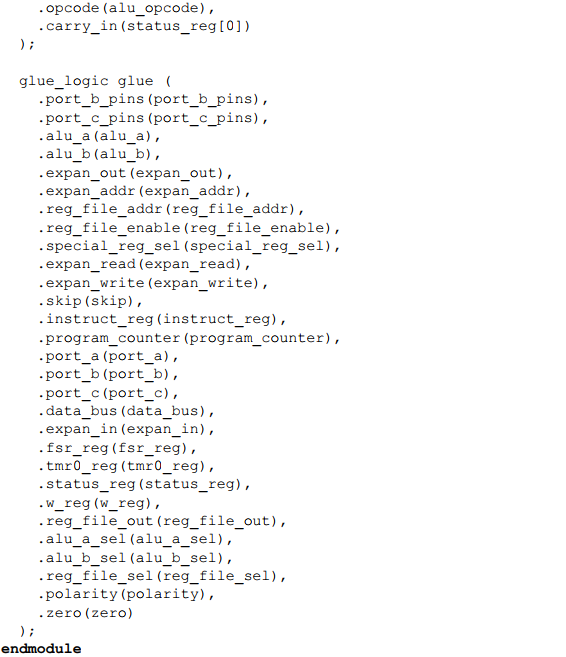 .opcode(alu_opcode),
.carry_in(status_reg[0])
);
glue_logic glue (
.port_b_pins(port_b_pins),
.port_c_pins(port_c_pins),
.alu_a(alu_a),
.alu_b(alu_b),
.expan_out(expan_out),
.expan_addr(expan_addr),
.reg_file_addr(reg_file_addr),
.reg_file_enable(reg_file_enable),
.special_reg_sel(special_reg_sel),
.expan_read(expan_read),
.expan_write(expan_write),
.skip(skip),
.instruct_reg(instruct_reg),
.program_counter(program_counter),
.port_a(port_a),
.port_b(port_b),
.port_c(port_c),
.data_bus(data_bus),
.expan_in(expan_in),
.fsr_reg(fsr_reg),
.tmr0_reg(tmr0_reg),
.status_reg(status_reg),
.w_reg(w_reg),
.reg_file_out(reg_file_out),
.alu_a_sel(alu_a_sel),
.alu_b_sel(alu_b_sel),
.reg_file_sel(reg_file_sel),
.polarity(polarity),
.zero(zero)
);
endmodule